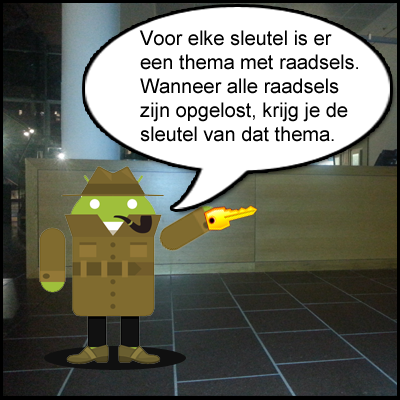 Voor elke sleutel is er
een thema met raadsels.
Wanneer alle raadsels
zijn opgelost, krijg je de
sleutel van dat thema.